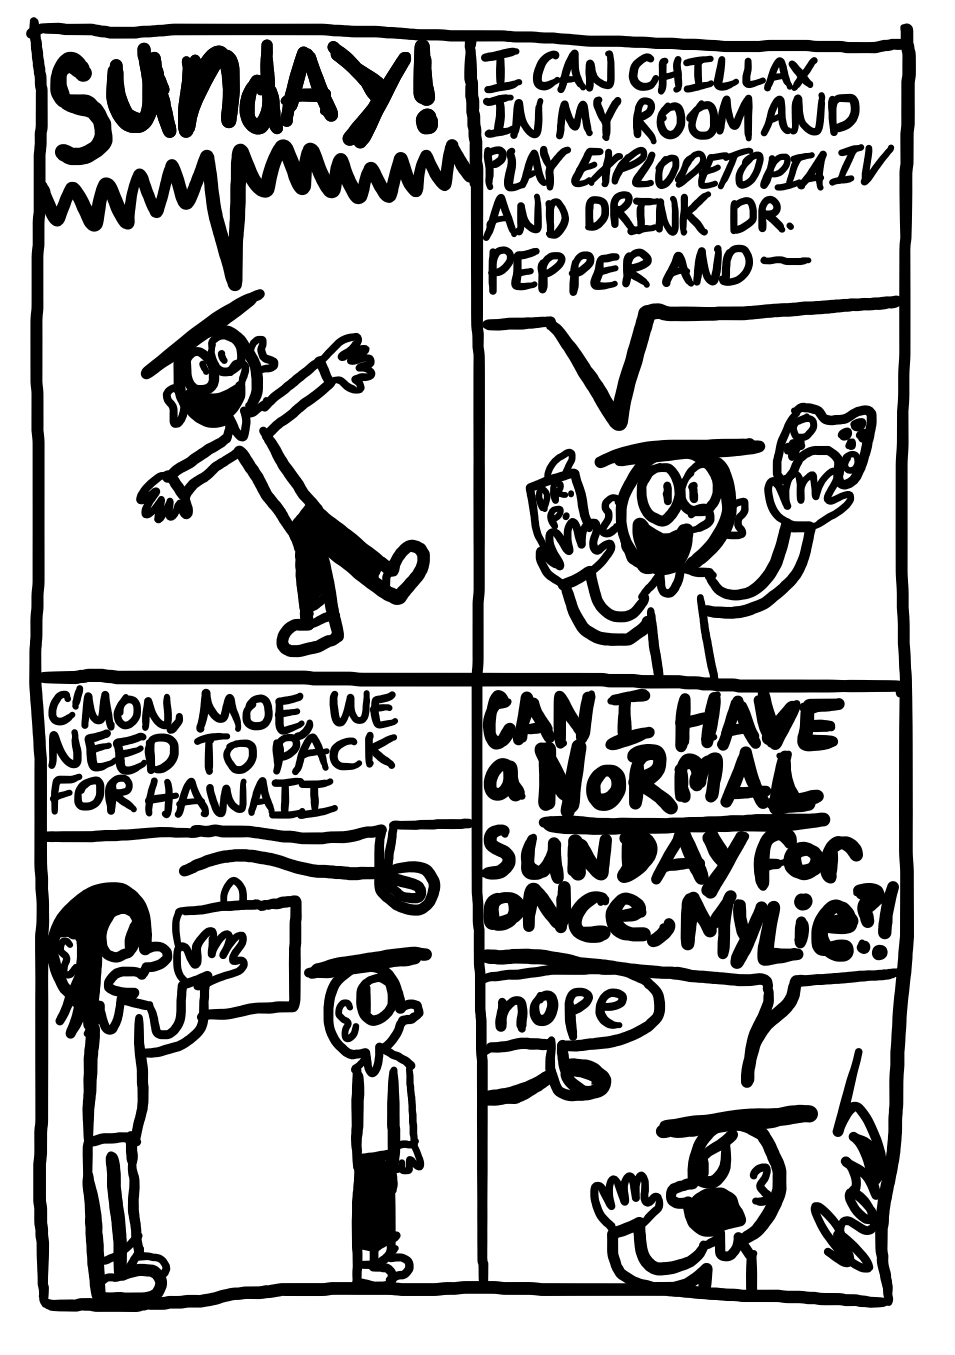 Sunday!
I CAN CHILLAX
IN MY ROOM AND
PLAY EXPLODETOPIA IV
AND DRINK DR.
PEPPER AND—
DR.
P.
C'MON, MOE, WE
NEED TO PACK
FOR HAWAII
CAN I HAVE
a NORMAL
SUNDAY for
once, Mylie?!
nope